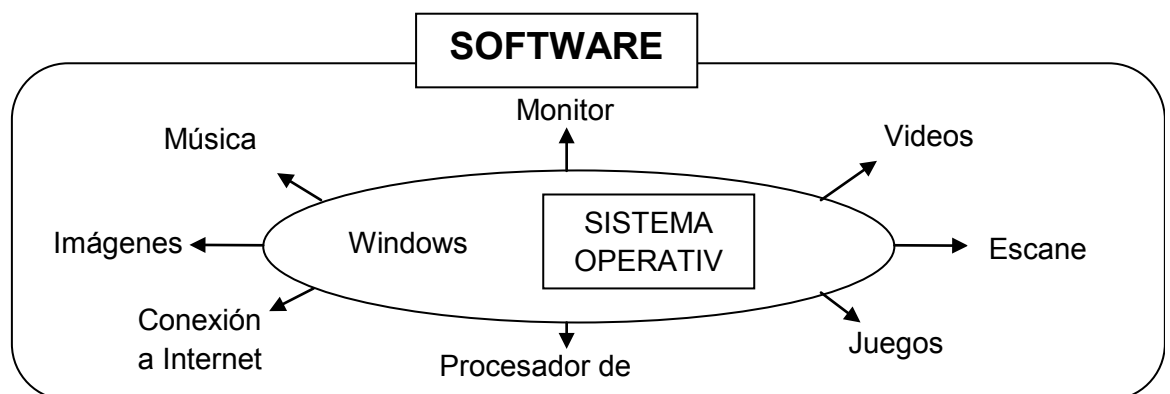 SOFTWARE
Monitor
Música
Videos
Imágenes
Windows
SISTEMA
OPERATIV
Escane
Conexión
a Internet
Procesador de
Juegos